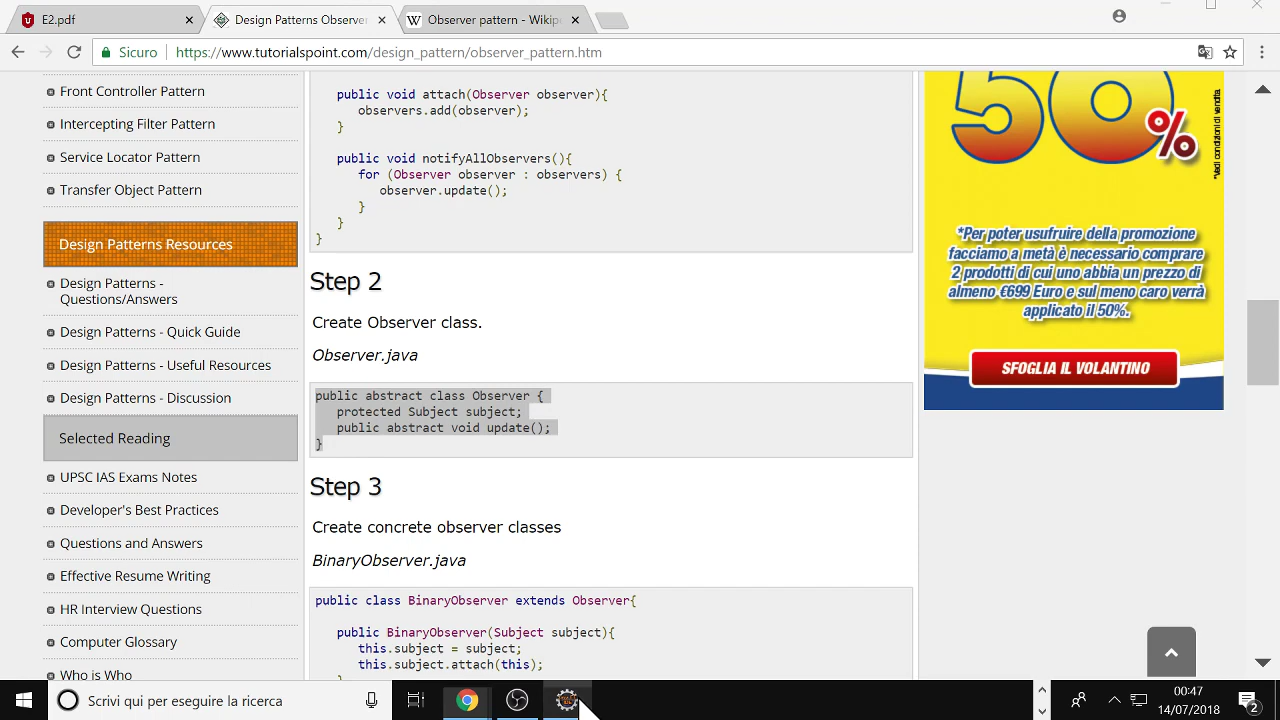 E2.pdf
Design Patterns Observer
Observer pattern - Wikip
Sicuro
https://www.tutorialspoint.com/design_pattern/observer_pattern.htm
Front Controller Pattern
Intercepting Filter Pattern
Service Locator Pattern
Transfer Object Pattern
Design Patterns Resources
Design Patterns -
Questions/Answers
Design Patterns - Quick Guide
Design Patterns - Useful Resources
Design Patterns - Discussion
Selected Reading
UPSC IAS Exams Notes
Developer's Best Practices
Questions and Answers
Effective Resume Writing
HR Interview Questions
Computer Glossary
Who is Who
public void attach(Observer observer){
observers.add(observer);
}
public void notifyAllObservers(){
for (Observer observer : observers) {
observer.update();
}
}
}
Step 2
Create Observer class.
Observer.java
public abstract class Observer {
protected Subject subject;
public abstract void update();
}
Step 3
Create concrete observer classes
BinaryObserver.java
public class BinaryObserver extends Observer{
public BinaryObserver(Subject subject){
this.subject = subject;
this.subject.attach(this);
50%
*Vedi condizioni di vendita.
*Per poter usufruire della promozione
facciamo a metà è necessario comprare
2 prodotti di cui uno abbia un prezzo di
almeno €699 Euro e sul meno caro verrà
applicato il 50%.
SFOGLIA IL VOLANTINO
Scrivi qui per eseguire la ricerca
00:47
14/07/2018
2